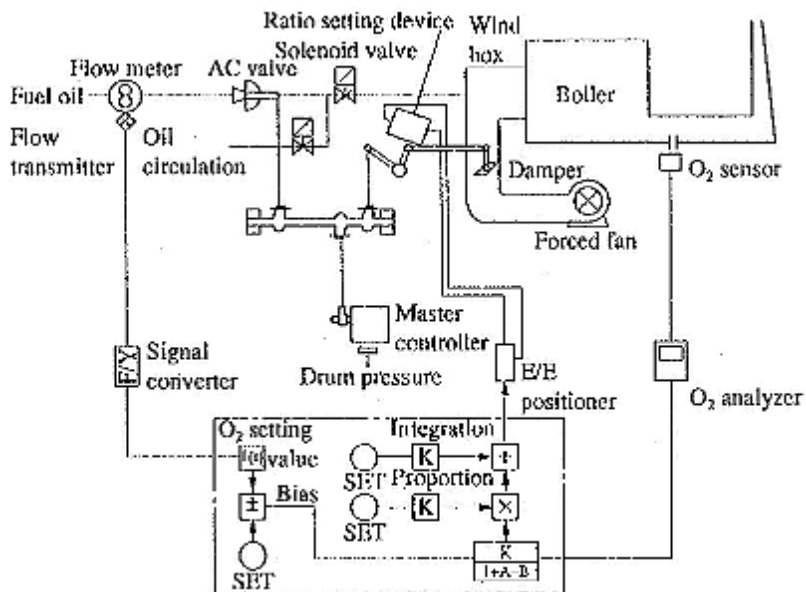 Ratio setting device
Solenoid valve
Wind
box
Flow meter
AC valve
Fuel oil
8
Boiler
Flow
transmitter
Oil
circulation
Damper
O₂ sensor
Forced fan
Master
controller
Drum pressure
Signal
converter
E/E
positioner
O₂ analyzer
O₂ setting
value
Integration
K
+
SET
Proportion
Bias
±
K
×
SET
SET
K
1+A-B